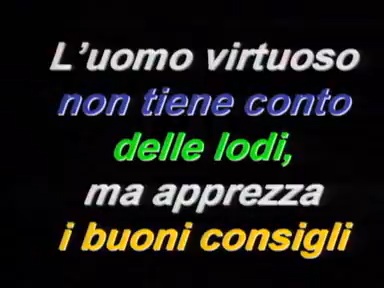 L'uomo virtuoso
non tiene conto
delle lodi,
ma apprezza
i buoni consigli